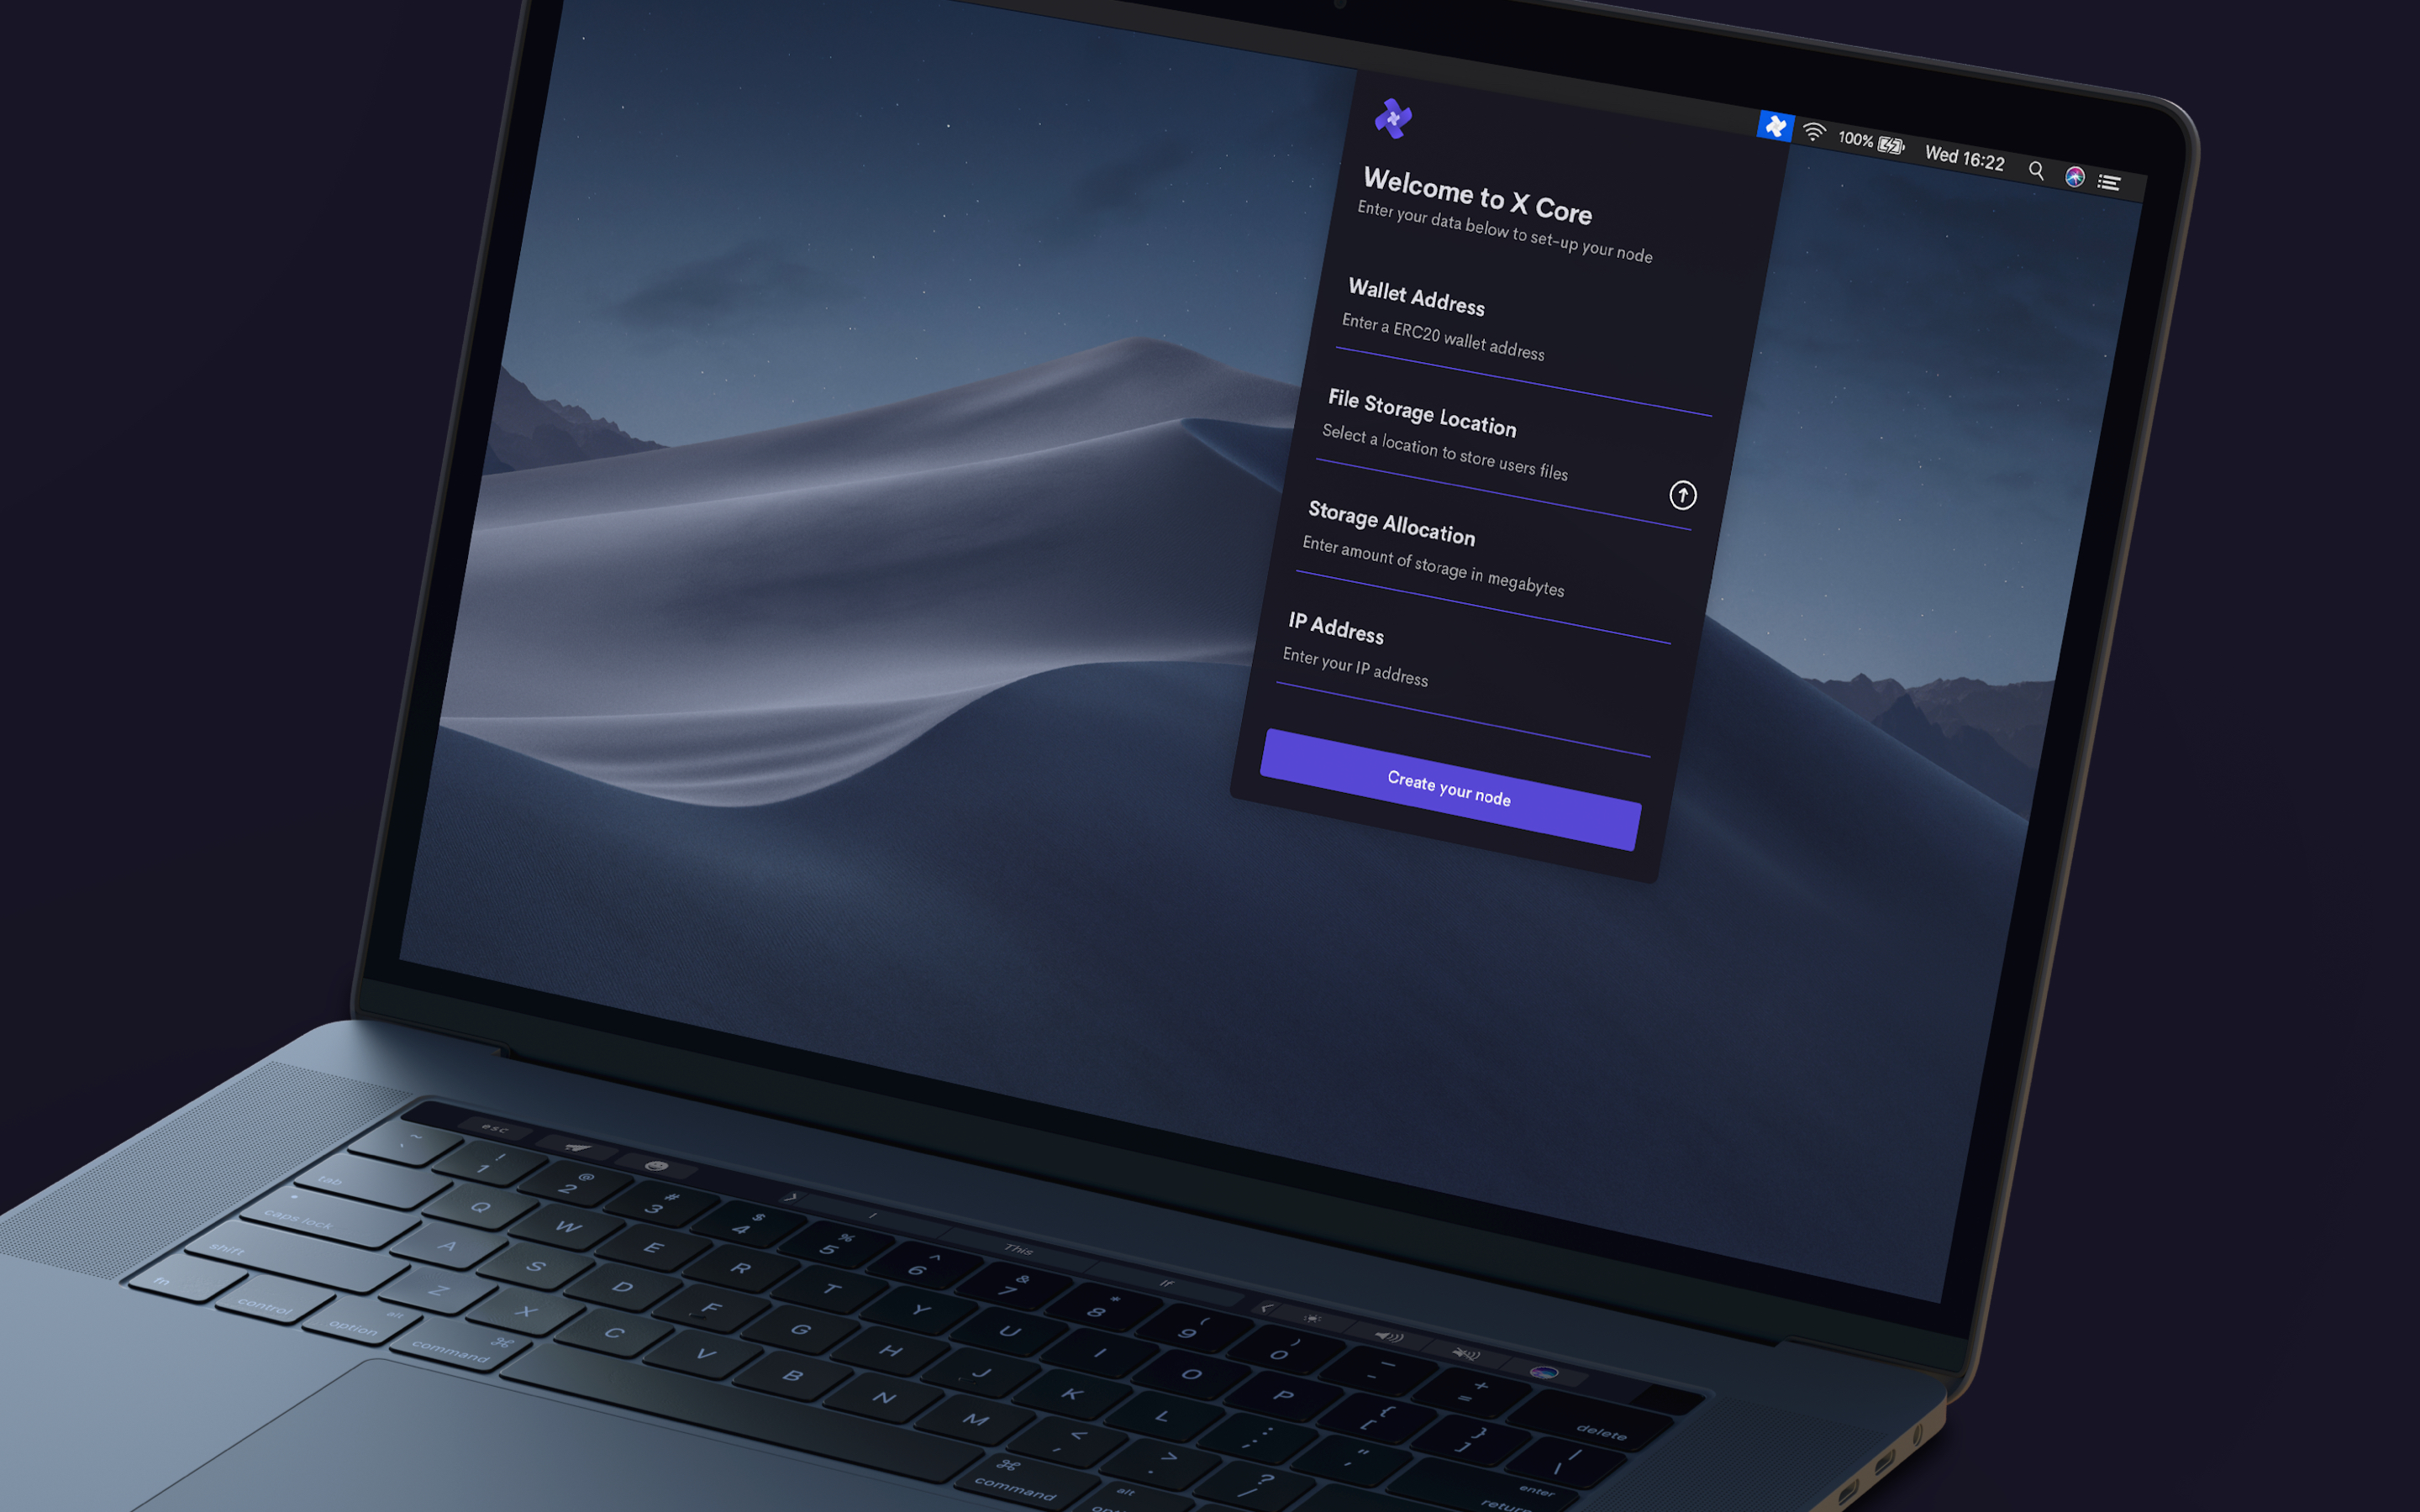 100%
Wed 16:22
Welcome to X Core
Enter your data below to set-up your node
Wallet Address
Enter a ERC20 wallet address
File Storage Location
Select a location to store users files
Storage Allocation
Enter amount of storage in megabytes
IP Address
Enter your IP address
Create your node
esc
I
This
If
~ `
! 1
@ 2
# 3
$ 4
% 5
^ 6
& 7
* 8
( 9
) 0
— -
+ =
delete
tab
Q W E R T Y U I O P
{ [
} ]
| \
caps lock
A S D F G H J K L
: ;
" '
enter
return
shift
Z X C V B N M
< ,
> .
? /
fn
control
alt
option
⌘
command
⌘
command
alt